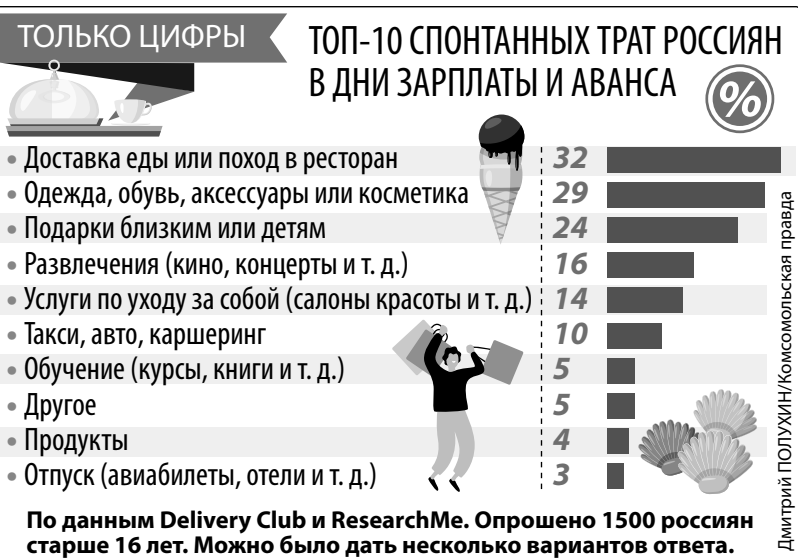 ТОЛЬКО ЦИФРЫ
ТОП-10 СПОНТАННЫХ ТРАТ РОССИЯН
В ДНИ ЗАРПЛАТЫ И АВАНСА
%
• Доставка еды или поход в ресторан 32
• Одежда, обувь, аксессуары или косметика 29
• Подарки близким или детям 24
• Развлечения (кино, концерты и т. д.) 16
• Услуги по уходу за собой (салоны красоты и т. д.) 14
• Такси, авто, каршеринг 10
• Обучение (курсы, книги и т. д.) 5
• Другое 5
• Продукты 4
• Отпуск (авиабилеты, отели и т. д.) 3
По данным Delivery Club и ResearchMe. Опрошено 1500 россиян
старше 16 лет. Можно было дать несколько вариантов ответа.
Дмитрий ПОЛУХИН/Комсомольская правда